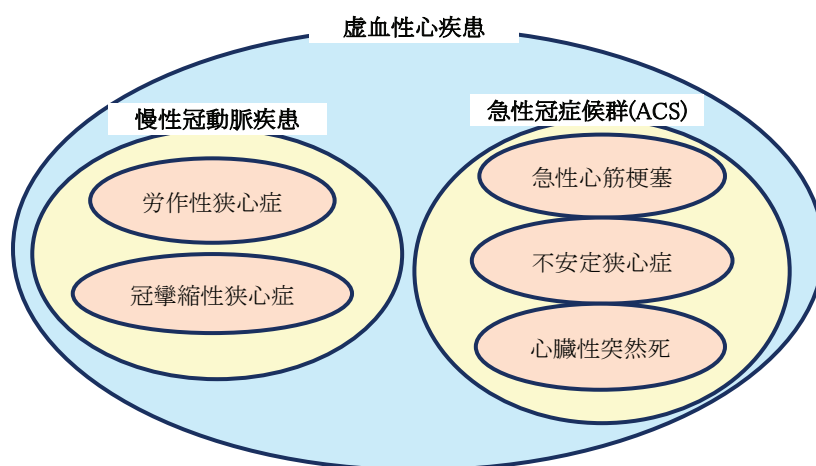 虚血性心疾患
慢性冠動脈疾患
労作性狭心症
冠攣縮性狭心症
急性冠症候群(ACS)
急性心筋梗塞
不安定狭心症
心臓性突然死